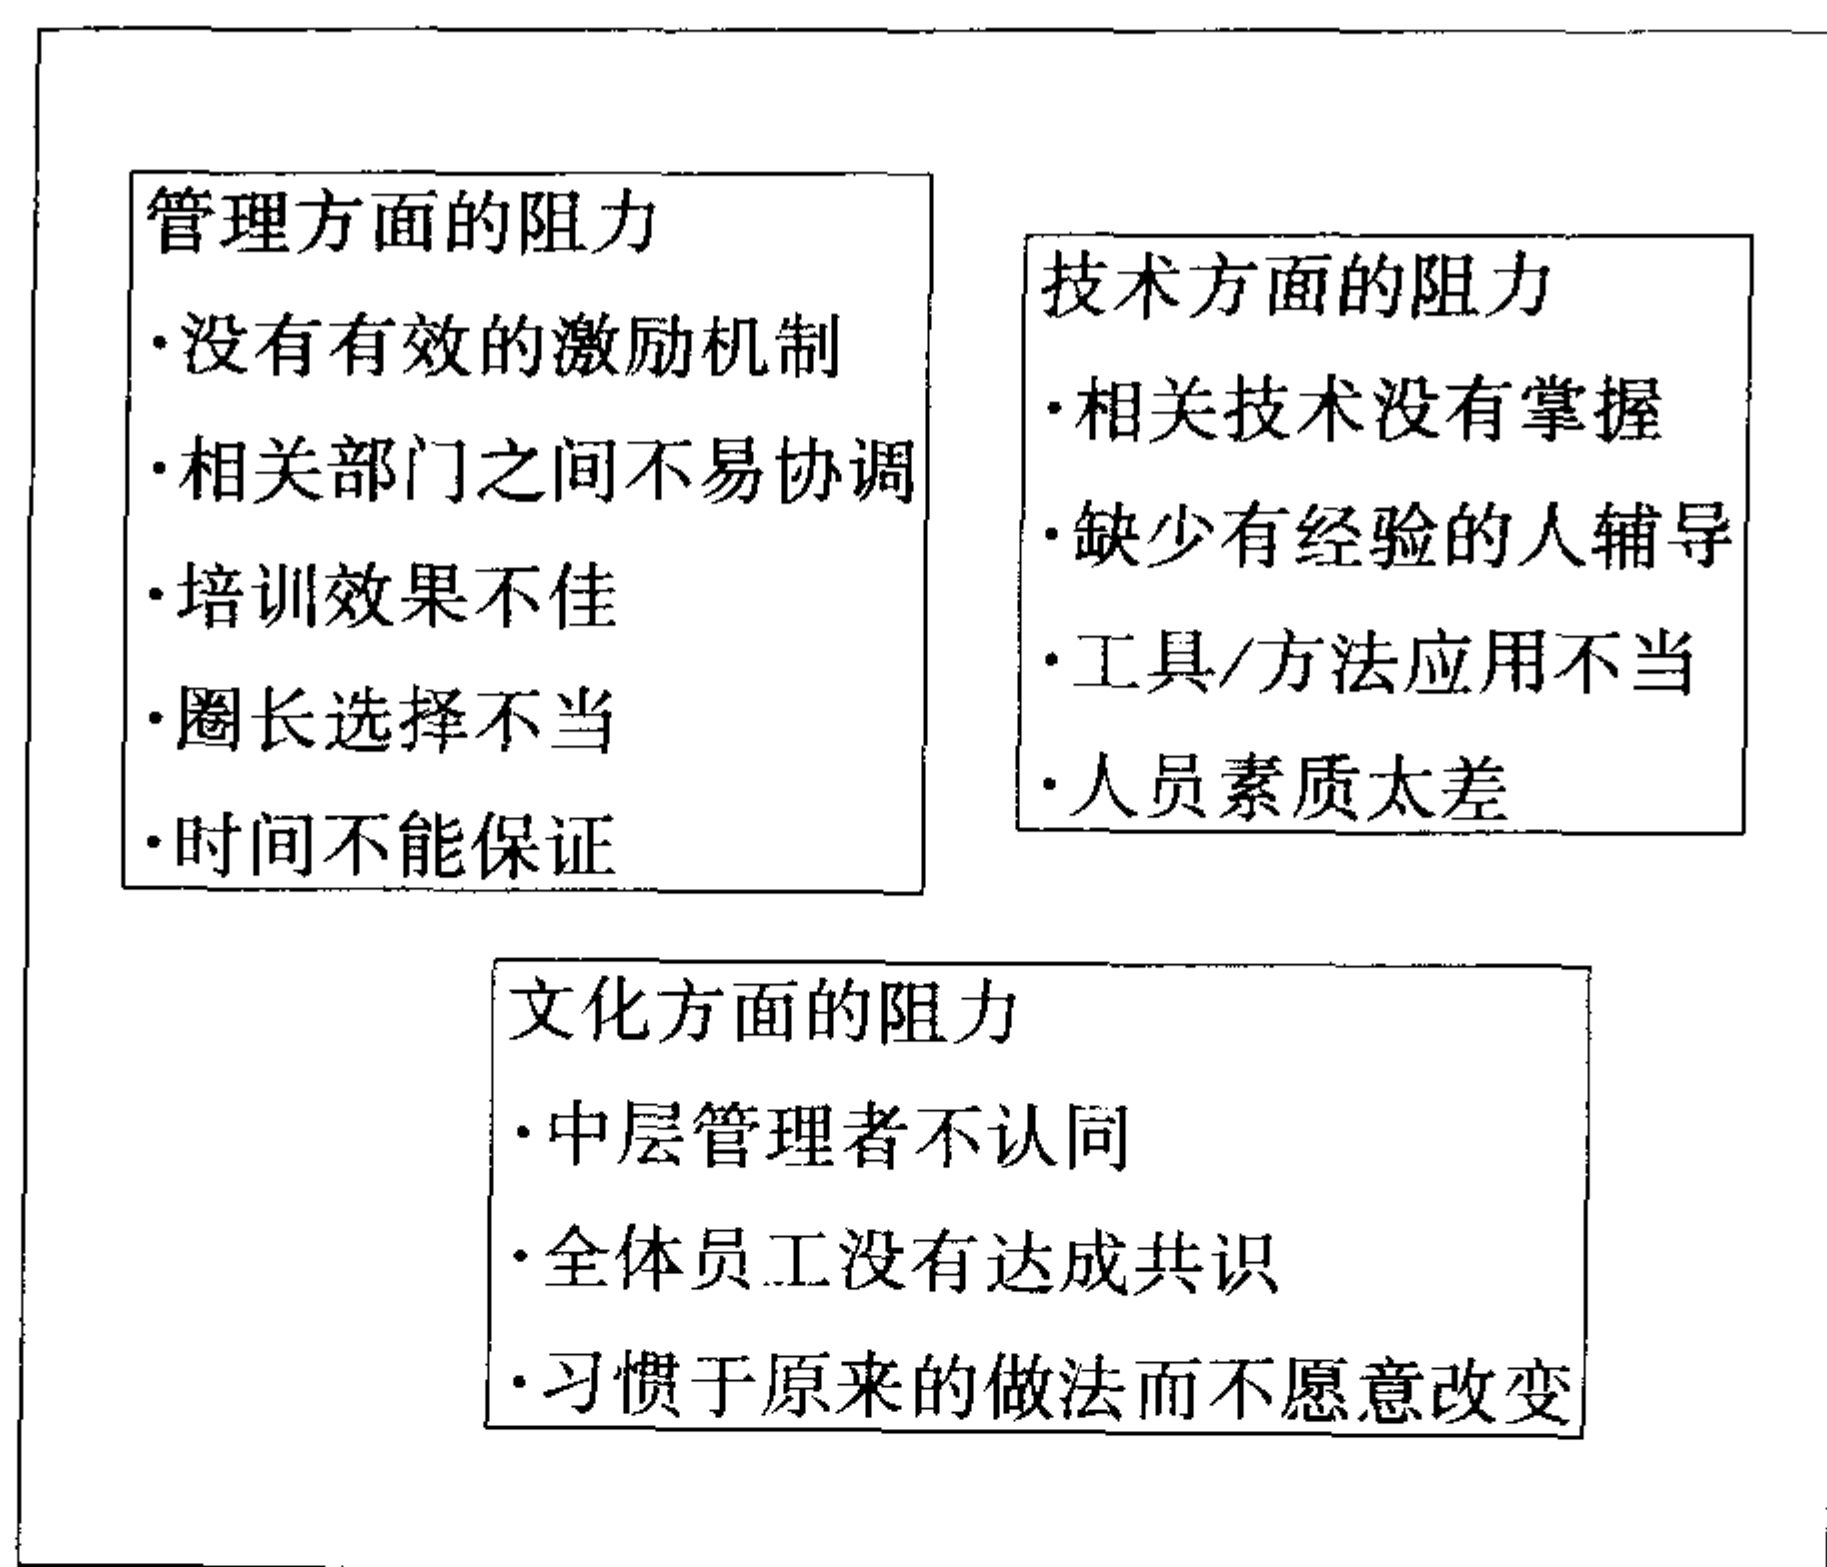 管理方面的阻力
·没有有效的激励机制
·相关部门之间不易协调
·培训效果不佳
·圈长选择不当
·时间不能保证
技术方面的阻力
·相关技术没有掌握
·缺少有经验的人辅导
·工具/方法应用不当
·人员素质太差
文化方面的阻力
·中层管理者不认同
·全体员工没有达成共识
·习惯于原来的做法而不愿意改变